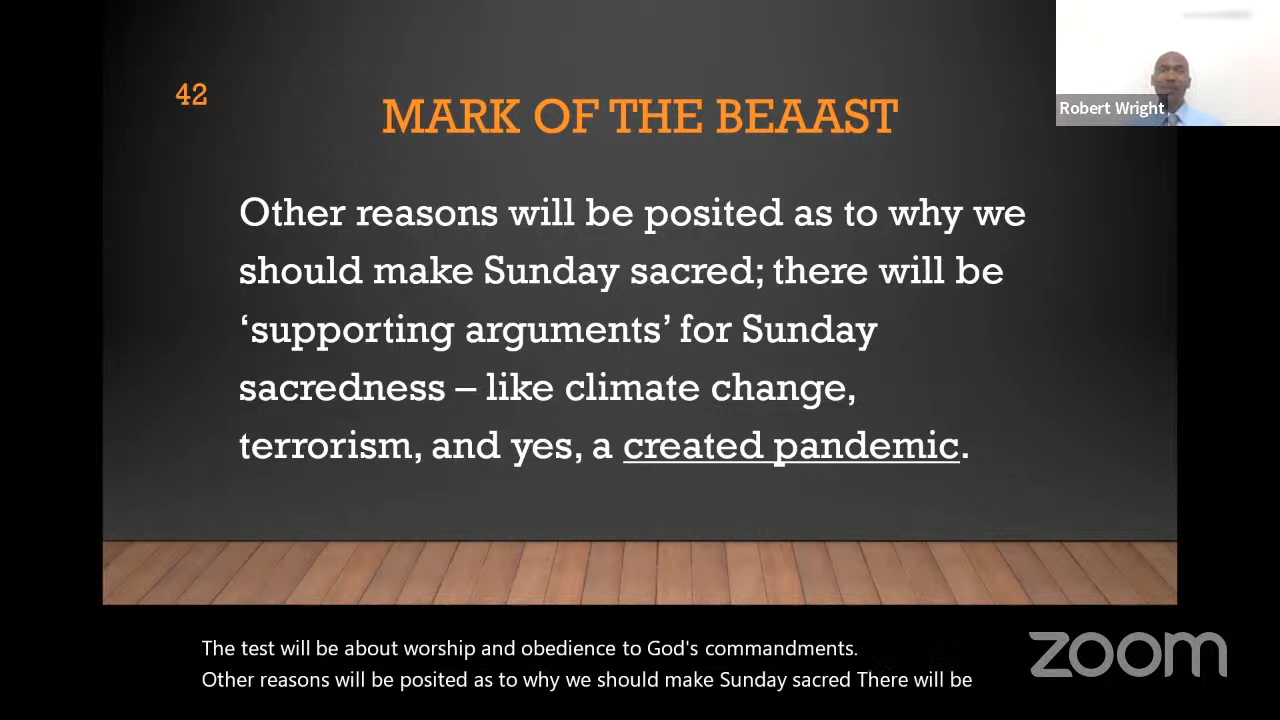 42
MARK OF THE BEAAST
Robert Wright
Other reasons will be posited as to why we
should make Sunday sacred; there will be
‘supporting arguments’ for Sunday
sacredness – like climate change,
terrorism, and yes, a created pandemic.
The test will be about worship and obedience to God's commandments.
Other reasons will be posited as to why we should make Sunday sacred There will be
zoom